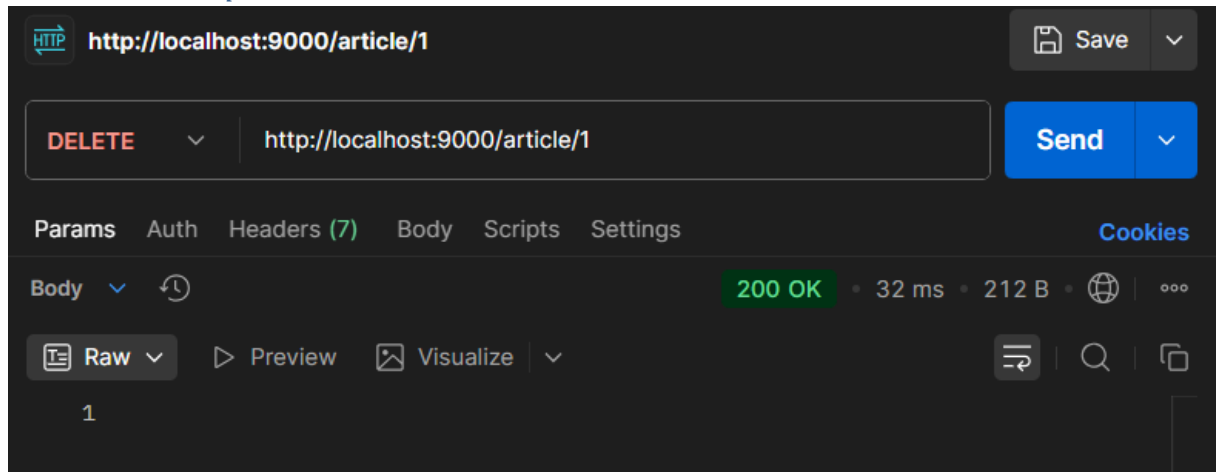 HTTP http://localhost:9000/article/1 Save
DELETE http://localhost:9000/article/1 Send
Params Auth Headers (7) Body Scripts Settings Cookies
Body 200 OK • 32 ms • 212 B •
Raw Preview Visualize
1